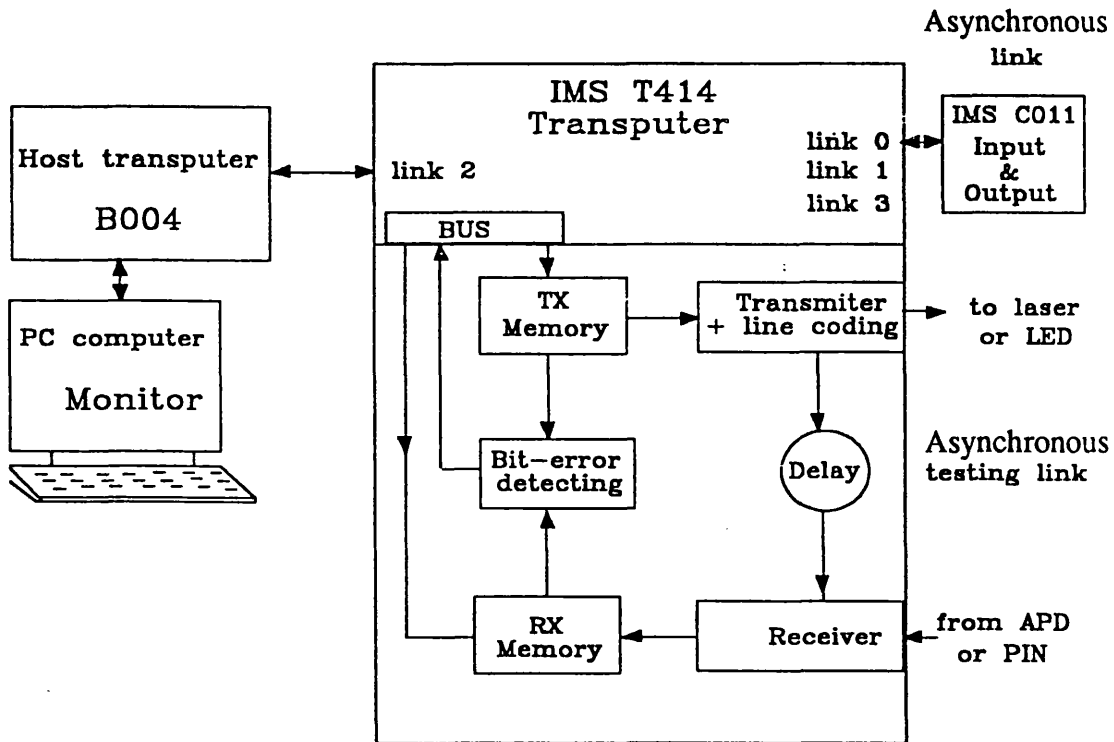 Asynchronous
link
IMS T414
Transputer
IMS C011
Input
&
Output
Host transputer
B004
link 2
link 0
link 1
link 3
BUS
PC computer
Monitor
TX
Memory
Transmiter
+ line coding
to laser
or LED
Bit-error
detecting
Delay
Asynchronous
testing link
RX
Memory
Receiver
from APD
or PIN